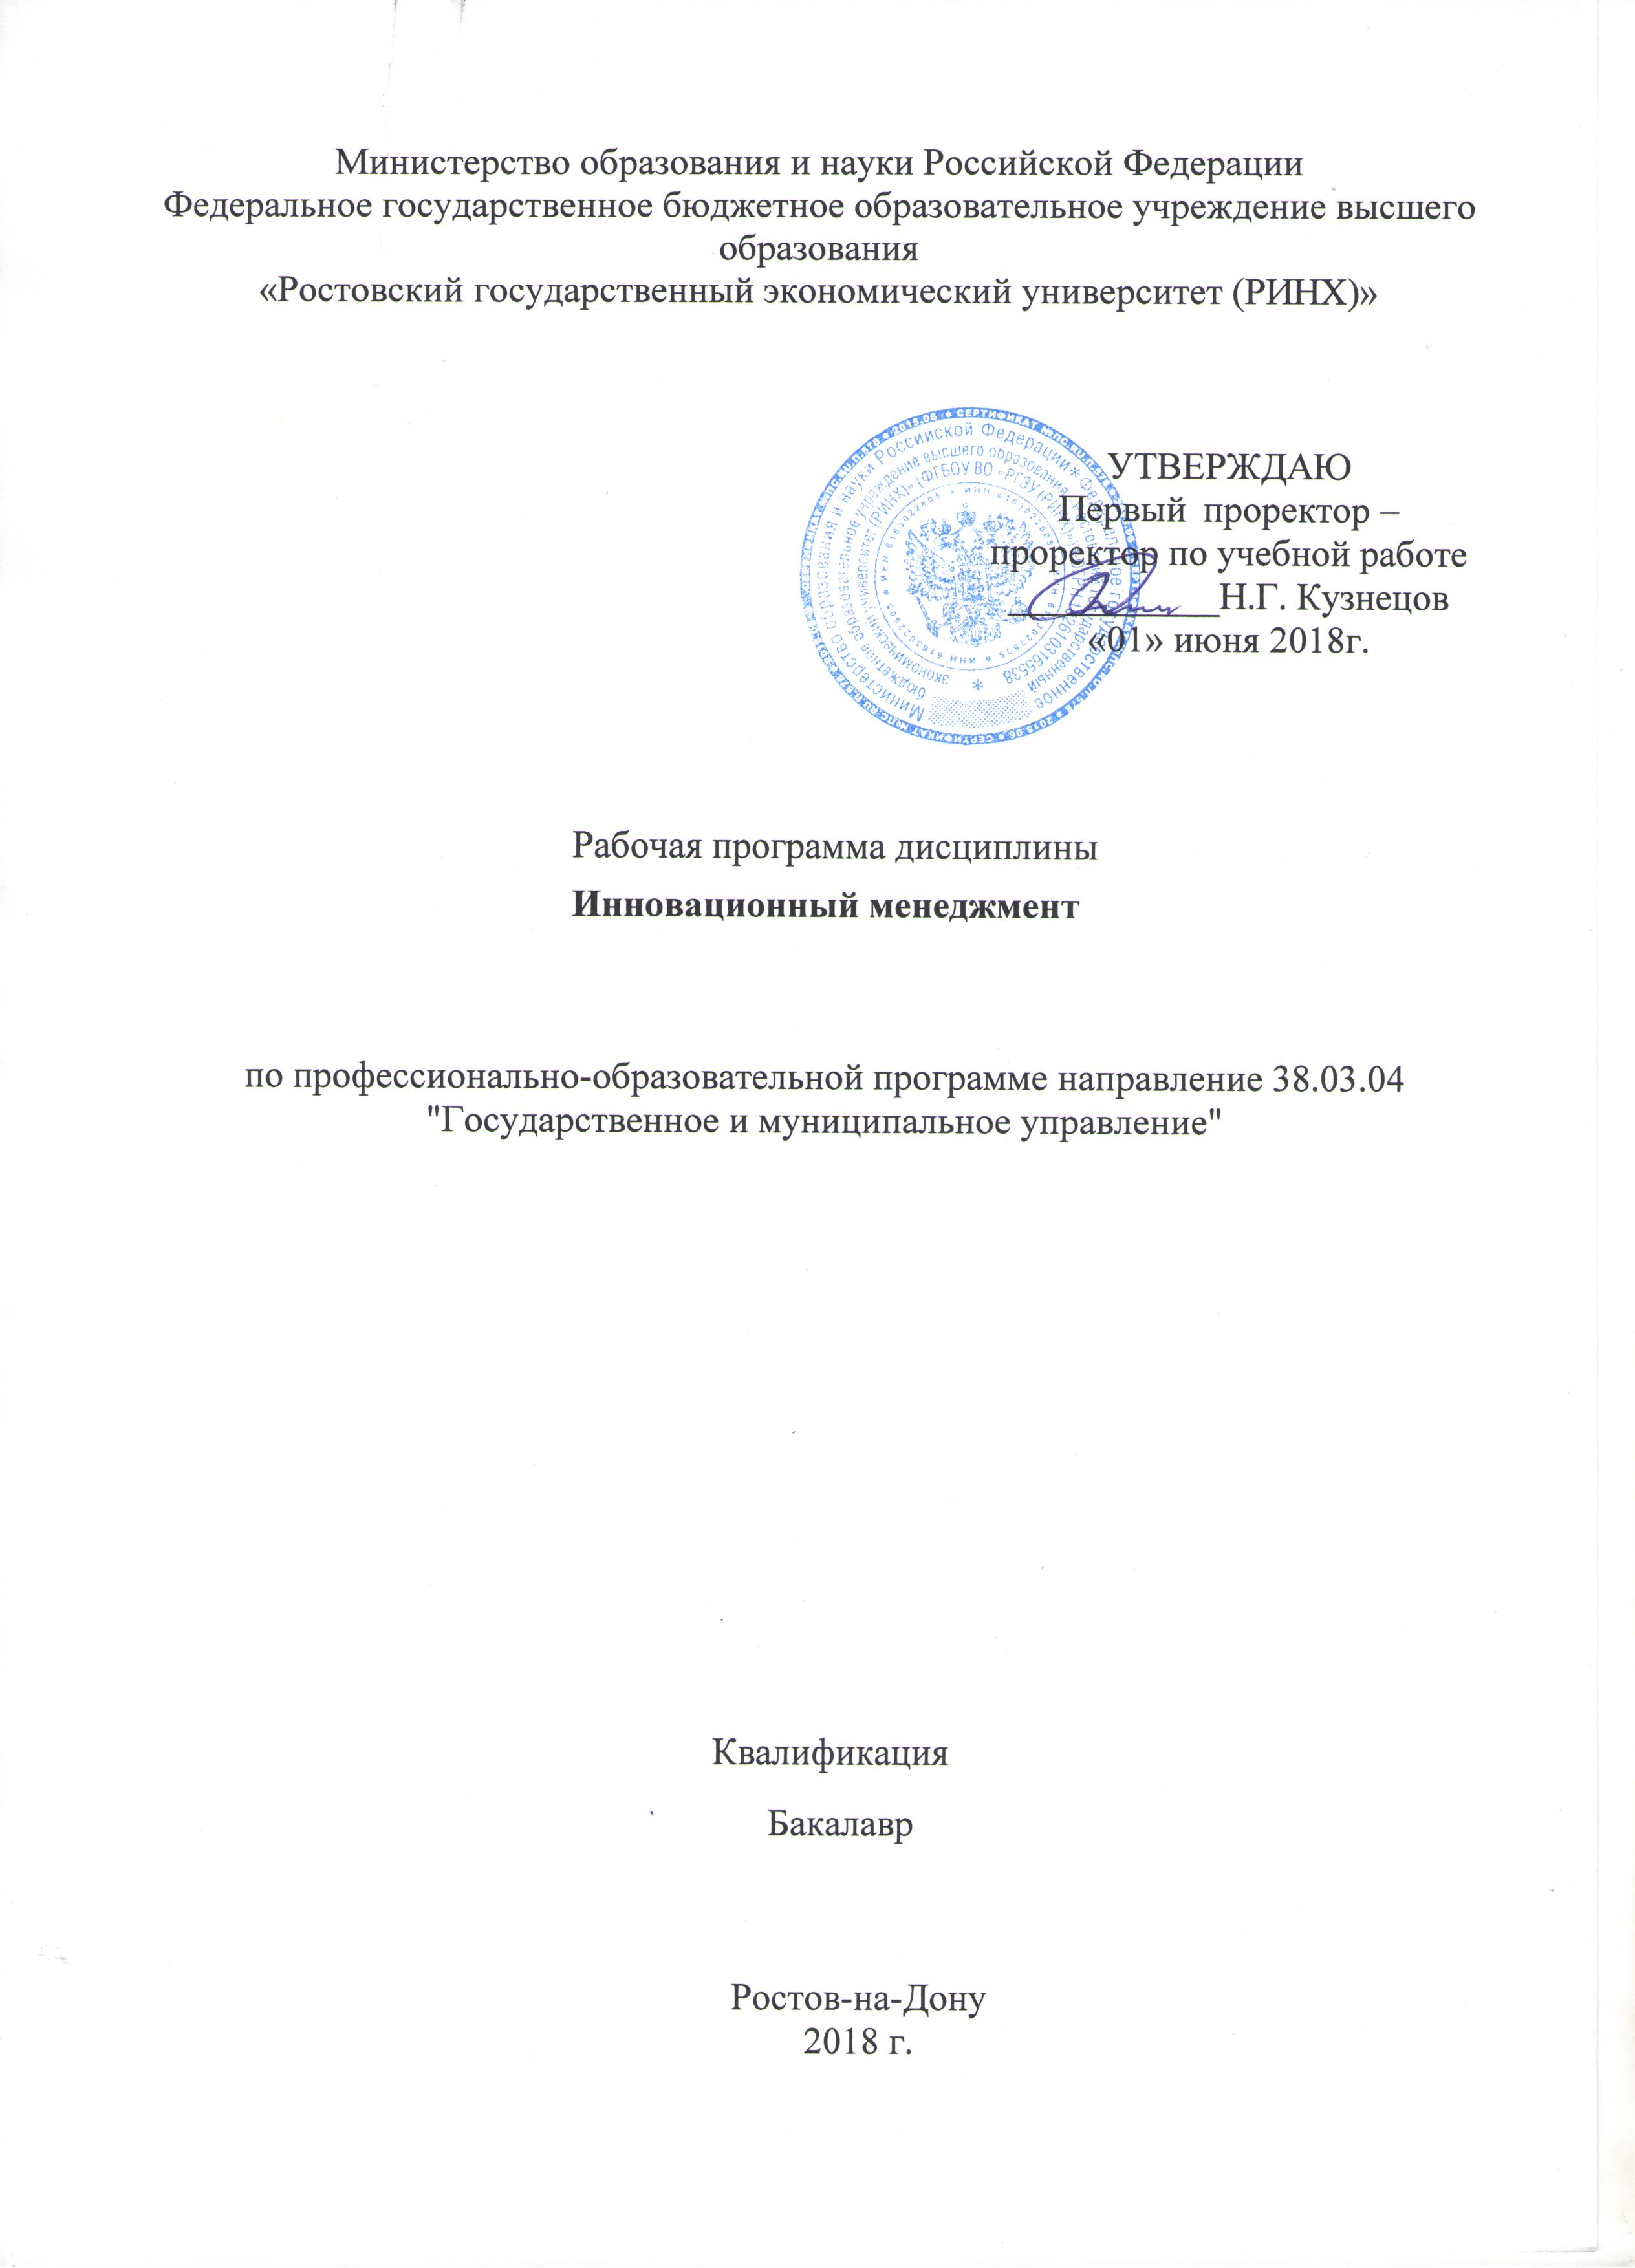 Министерство образования и науки Российской Федерации
Федеральное государственное бюджетное образовательное учреждение высшего
образования
«Ростовский государственный экономический университет (РИНХ)»
УТВЕРЖДАЮ
Первый проректор –
проректор по учебной работе
Н.Г. Кузнецов
«01» июня 2018г.
Рабочая программа дисциплины
Инновационный менеджмент
по профессионально-образовательной программе направление 38.03.04
"Государственное и муниципальное управление"
Квалификация
Бакалавр
Ростов-на-Дону
2018 г.